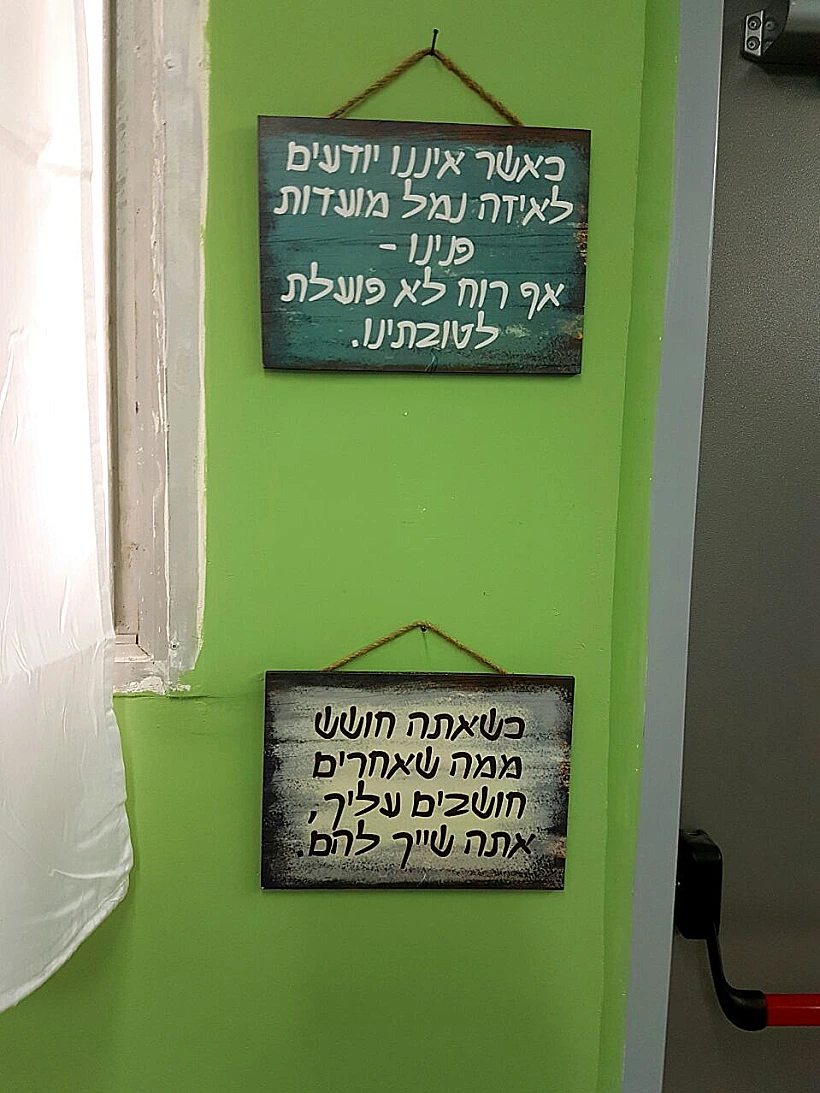 כאשר איננו יודעים
לאיזה נמל מועדות
פנינו -
אף רוח לא פועלת
לטובתינו.
כשאתה חושש
ממה שאחרים
חושבים עליך,
אתה שייך להם.